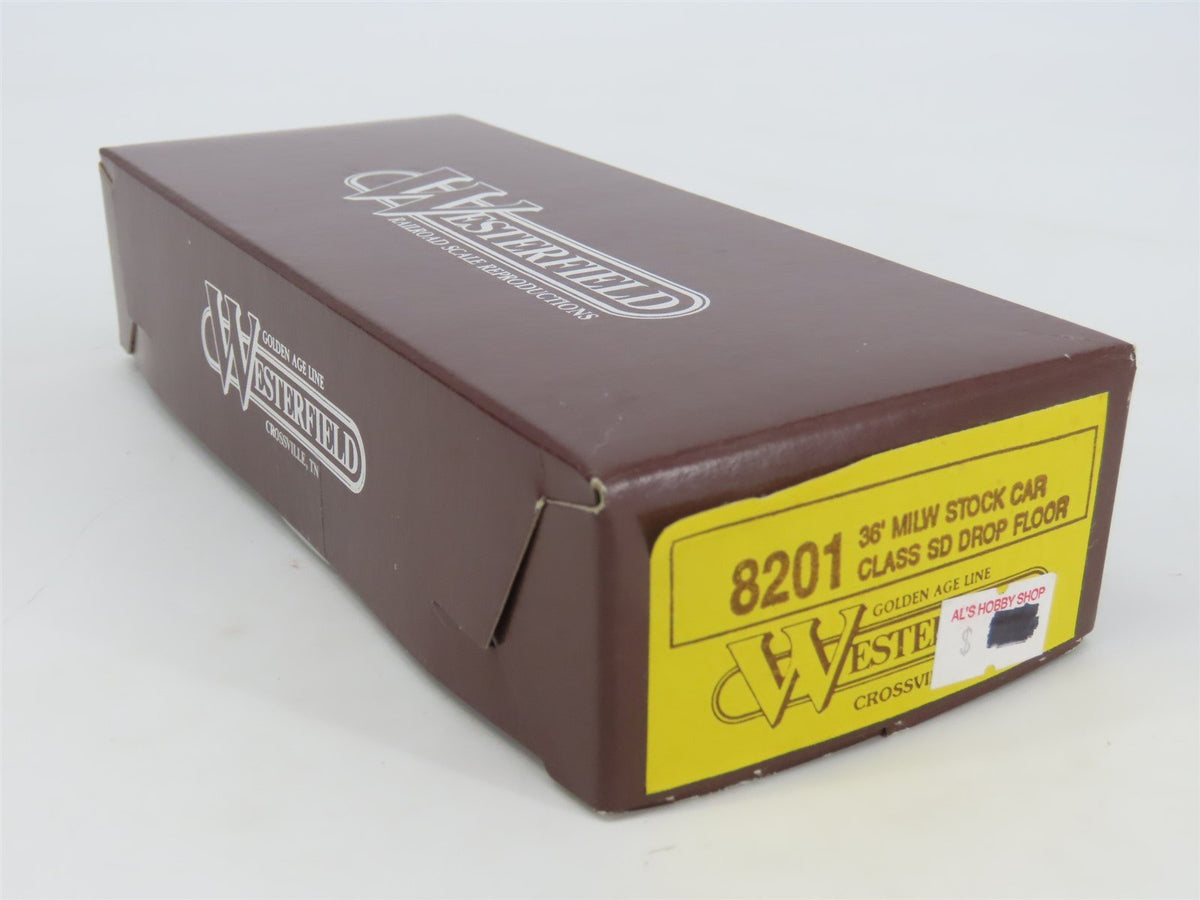 WESTERFIELD
RAILROAD SCALE REPRODUCTIONS
GOLDEN AGE LINE
WESTERFIELD
CROSSVILLE, TN
8201
36' MILW STOCK CAR
CLASS SD DROP FLOOR
GOLDEN AGE LINE
AL'S HOBBY SHOP
$